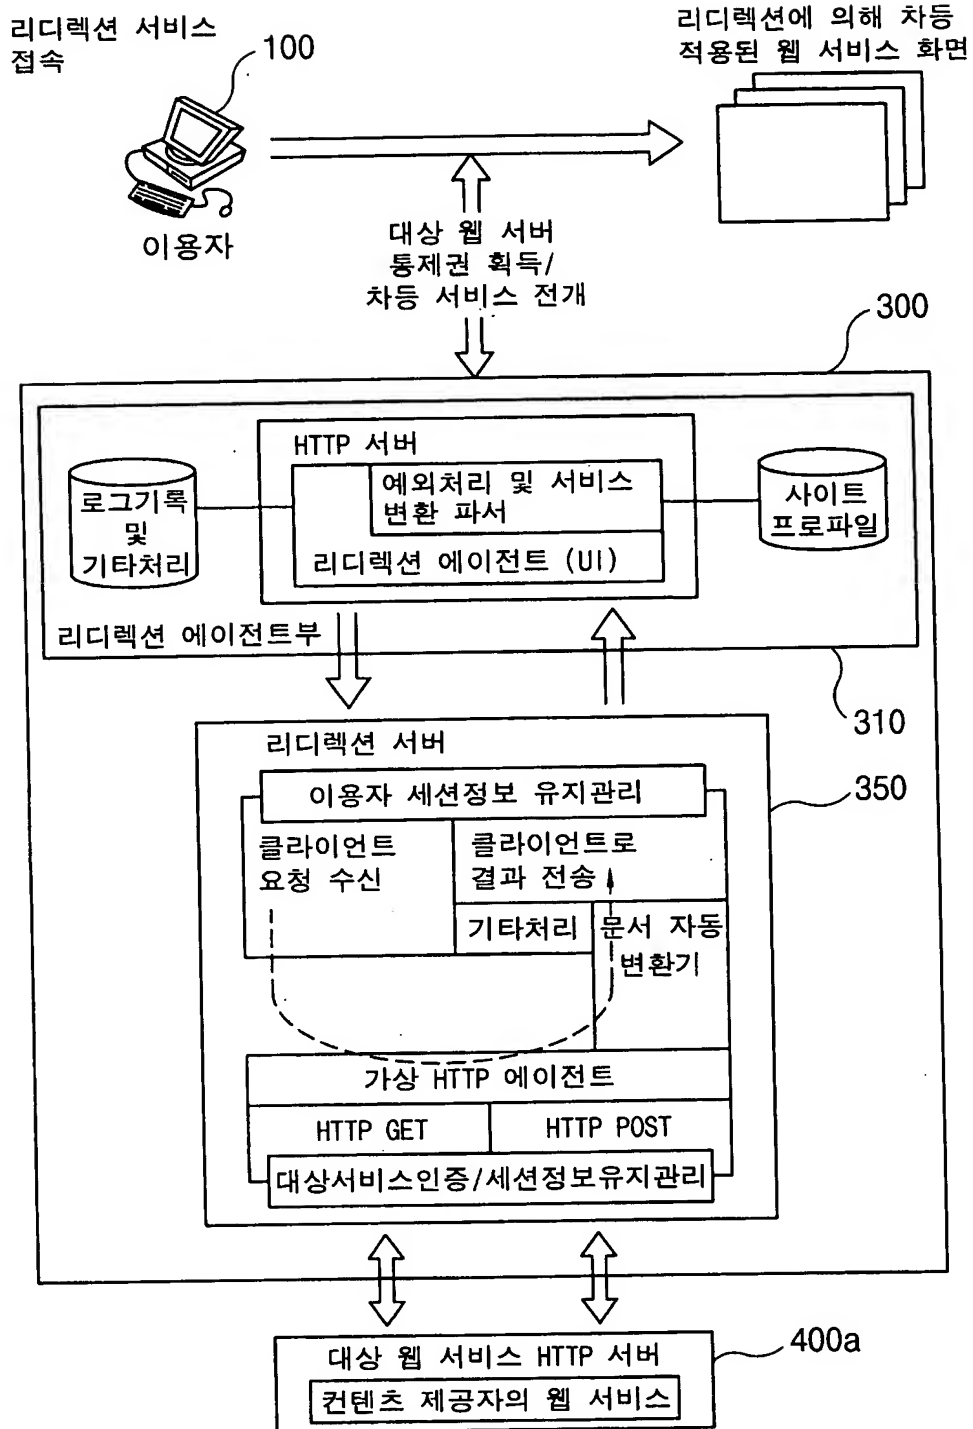 리디렉션 서비스
접속
100
리디렉션에 의해 차등
적용된 웹 서비스 화면
이용자
대상 웹 서버
통제권 획득/
차등 서비스 전개
300
HTTP 서버
예외처리 및 서비스
변환 파서
리디렉션 에이전트 (UI)
로그기록
및
기타처리
사이트
프로파일
리디렉션 에이전트부
310
리디렉션 서버
350
이용자 세션정보 유지관리
클라이언트
요청 수신
클라이언트로
결과 전송
기타처리
문서 자동
변환기
가상 HTTP 에이전트
HTTP GET
HTTP POST
대상서비스인증/세션정보유지관리
400a
대상 웹 서비스 HTTP 서버
컨텐츠 제공자의 웹 서비스